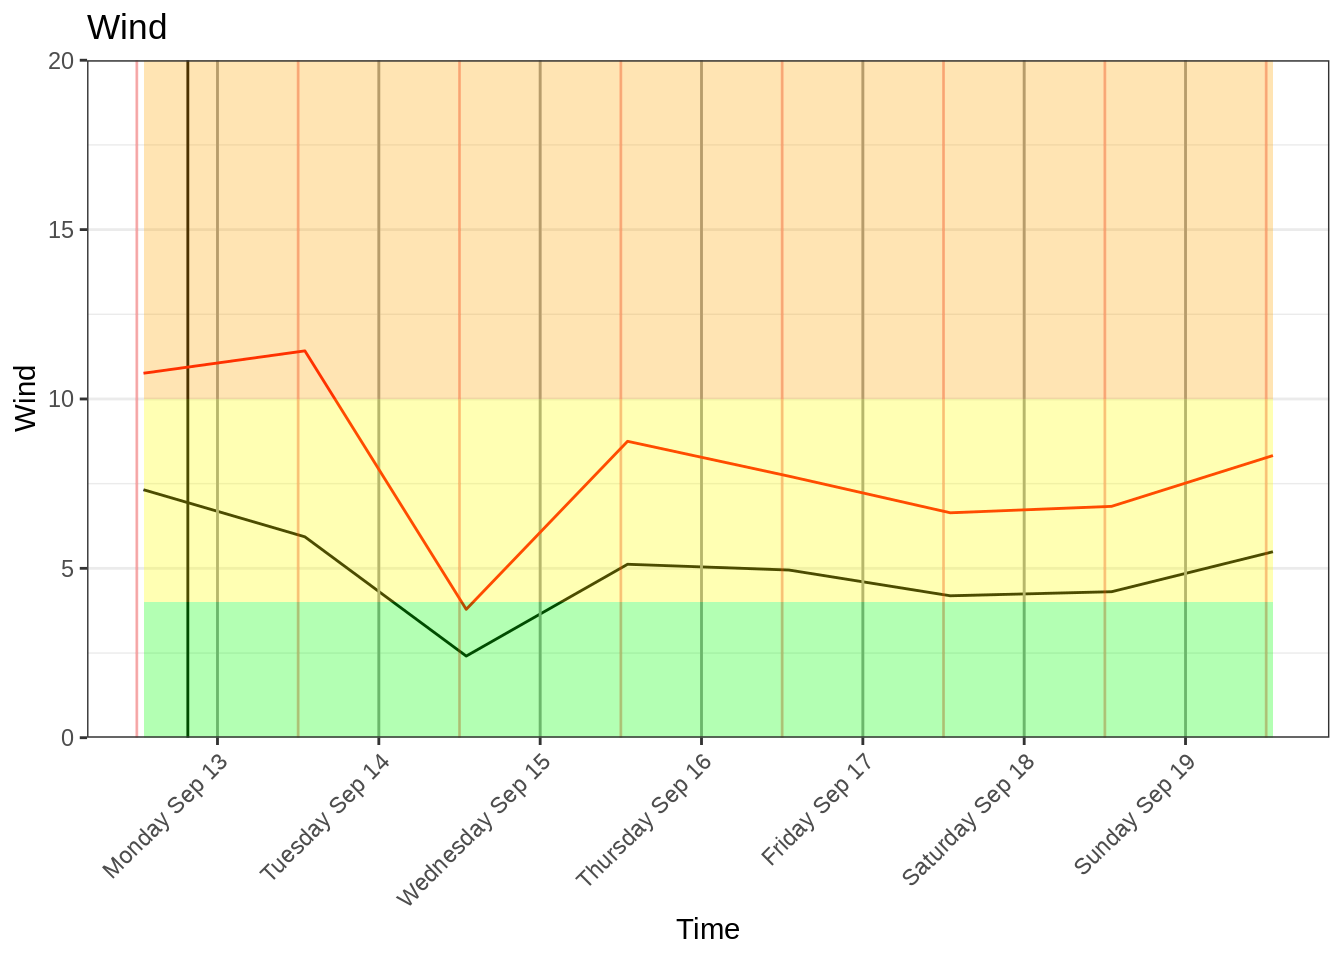 Wind
20
15
10
5
0
Wind
Monday Sep 13
Tuesday Sep 14
Wednesday Sep 15
Thursday Sep 16
Friday Sep 17
Saturday Sep 18
Sunday Sep 19
Time